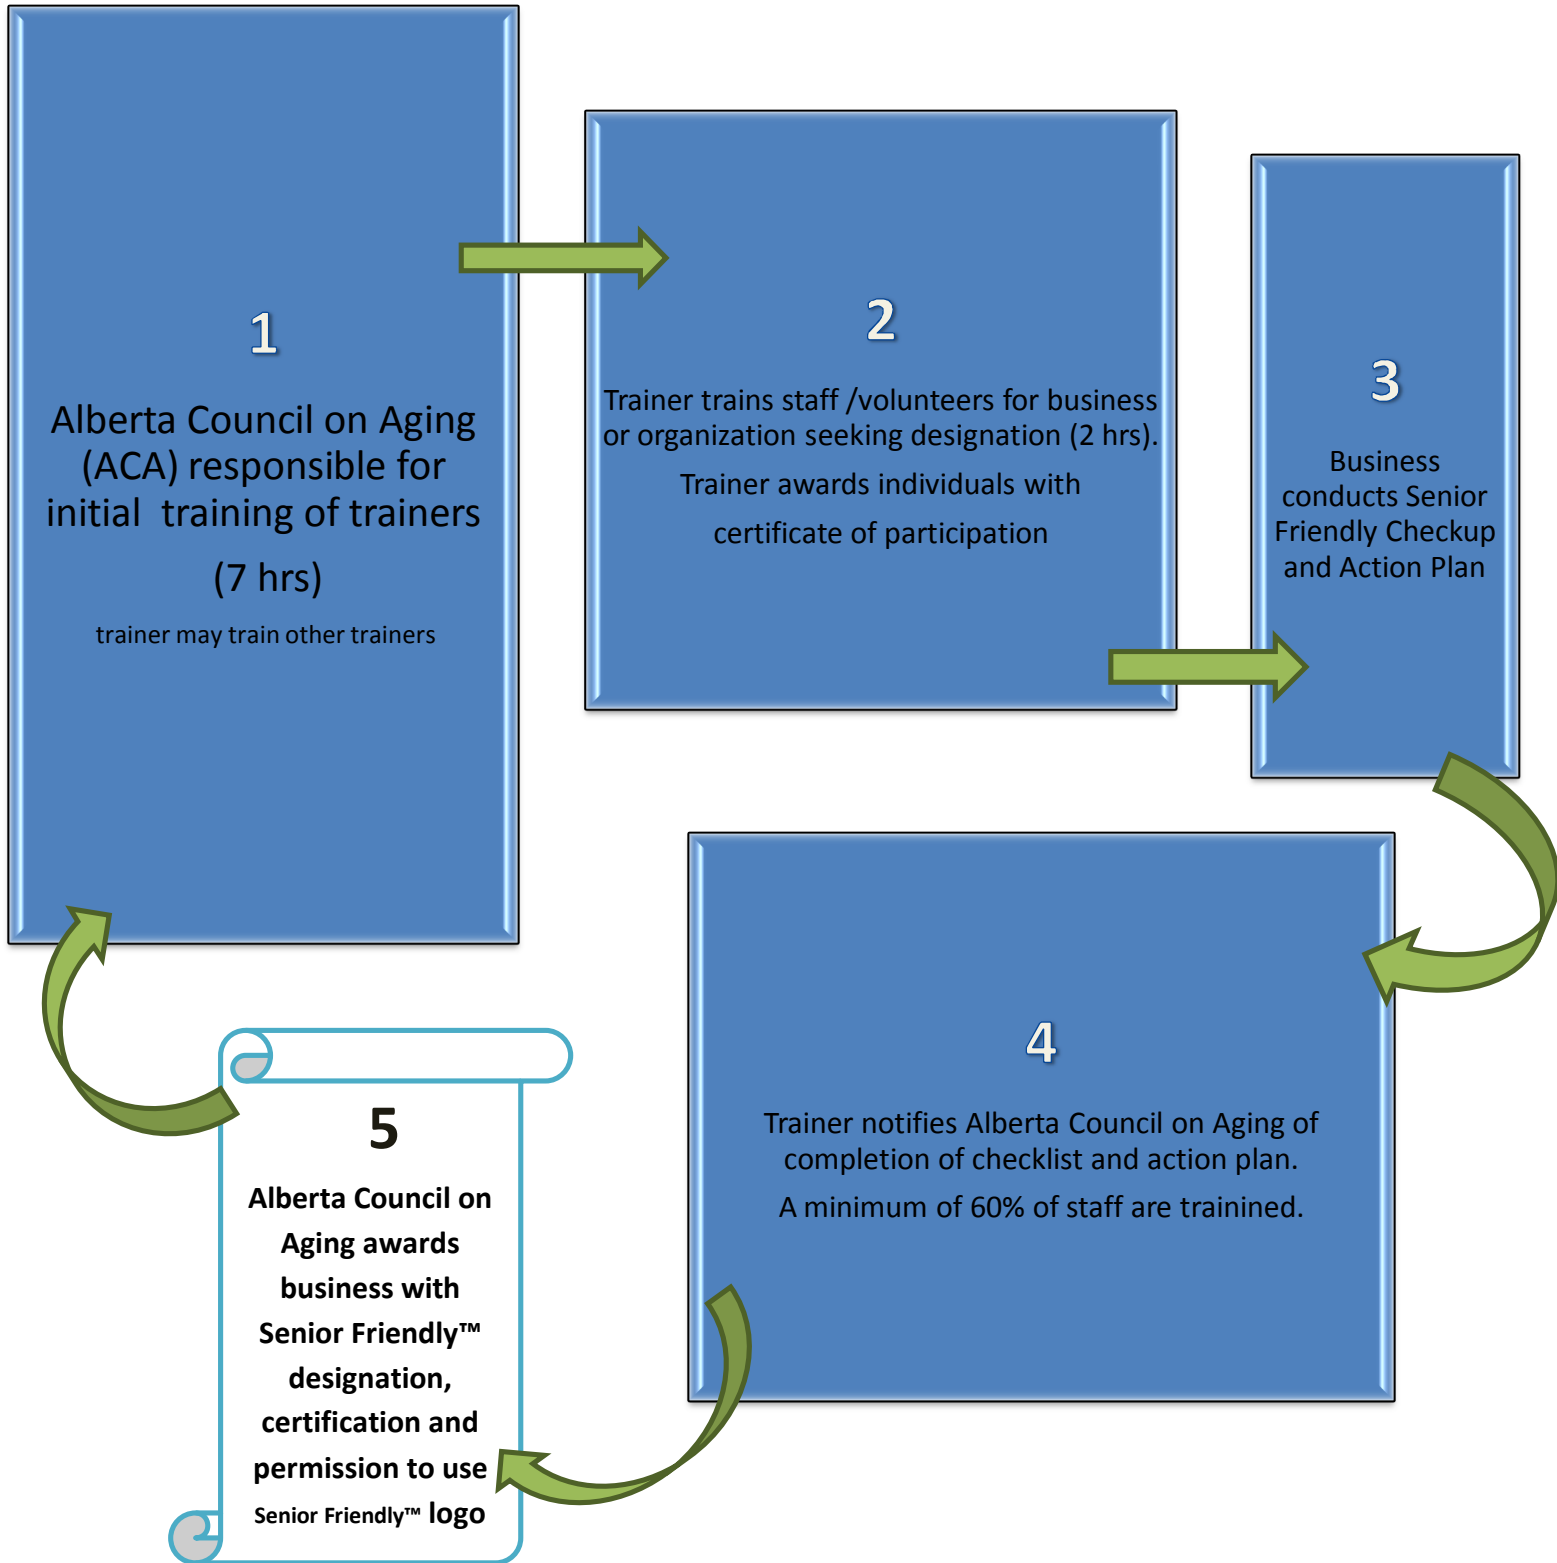 1
Alberta Council on Aging
(ACA) responsible for
initial  training of trainers
(7 hrs)
trainer may train other trainers
2
Trainer trains staff /volunteers for business
or organization seeking designation (2 hrs).
Trainer awards individuals with
certificate of participation
3
Business
conducts Senior
Friendly Checkup
and Action Plan
4
Trainer notifies Alberta Council on Aging of
completion of checklist and action plan.
A minimum of 60% of staff are trainined.
5
Alberta Council on
Aging awards
business with
Senior Friendly™
designation,
certification and
permission to use
Senior Friendly™ logo